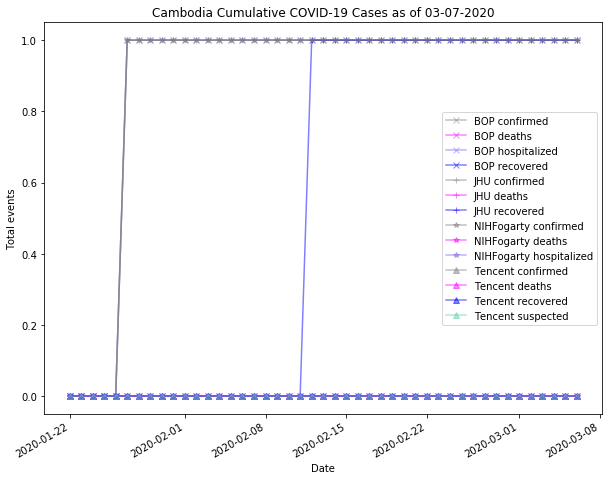 Cambodia Cumulative COVID-19 Cases as of 03-07-2020
1.0
0.8
0.6
0.4
0.2
0.0
Total events
BOP confirmed
BOP deaths
BOP hospitalized
BOP recovered
JHU confirmed
JHU deaths
JHU recovered
NIHFogarty confirmed
NIHFogarty deaths
NIHFogarty hospitalized
Tencent confirmed
Tencent deaths
Tencent recovered
Tencent suspected
2020-01-22
2020-02-01
2020-02-08
2020-02-15
2020-02-22
2020-03-01
2020-03-08
Date